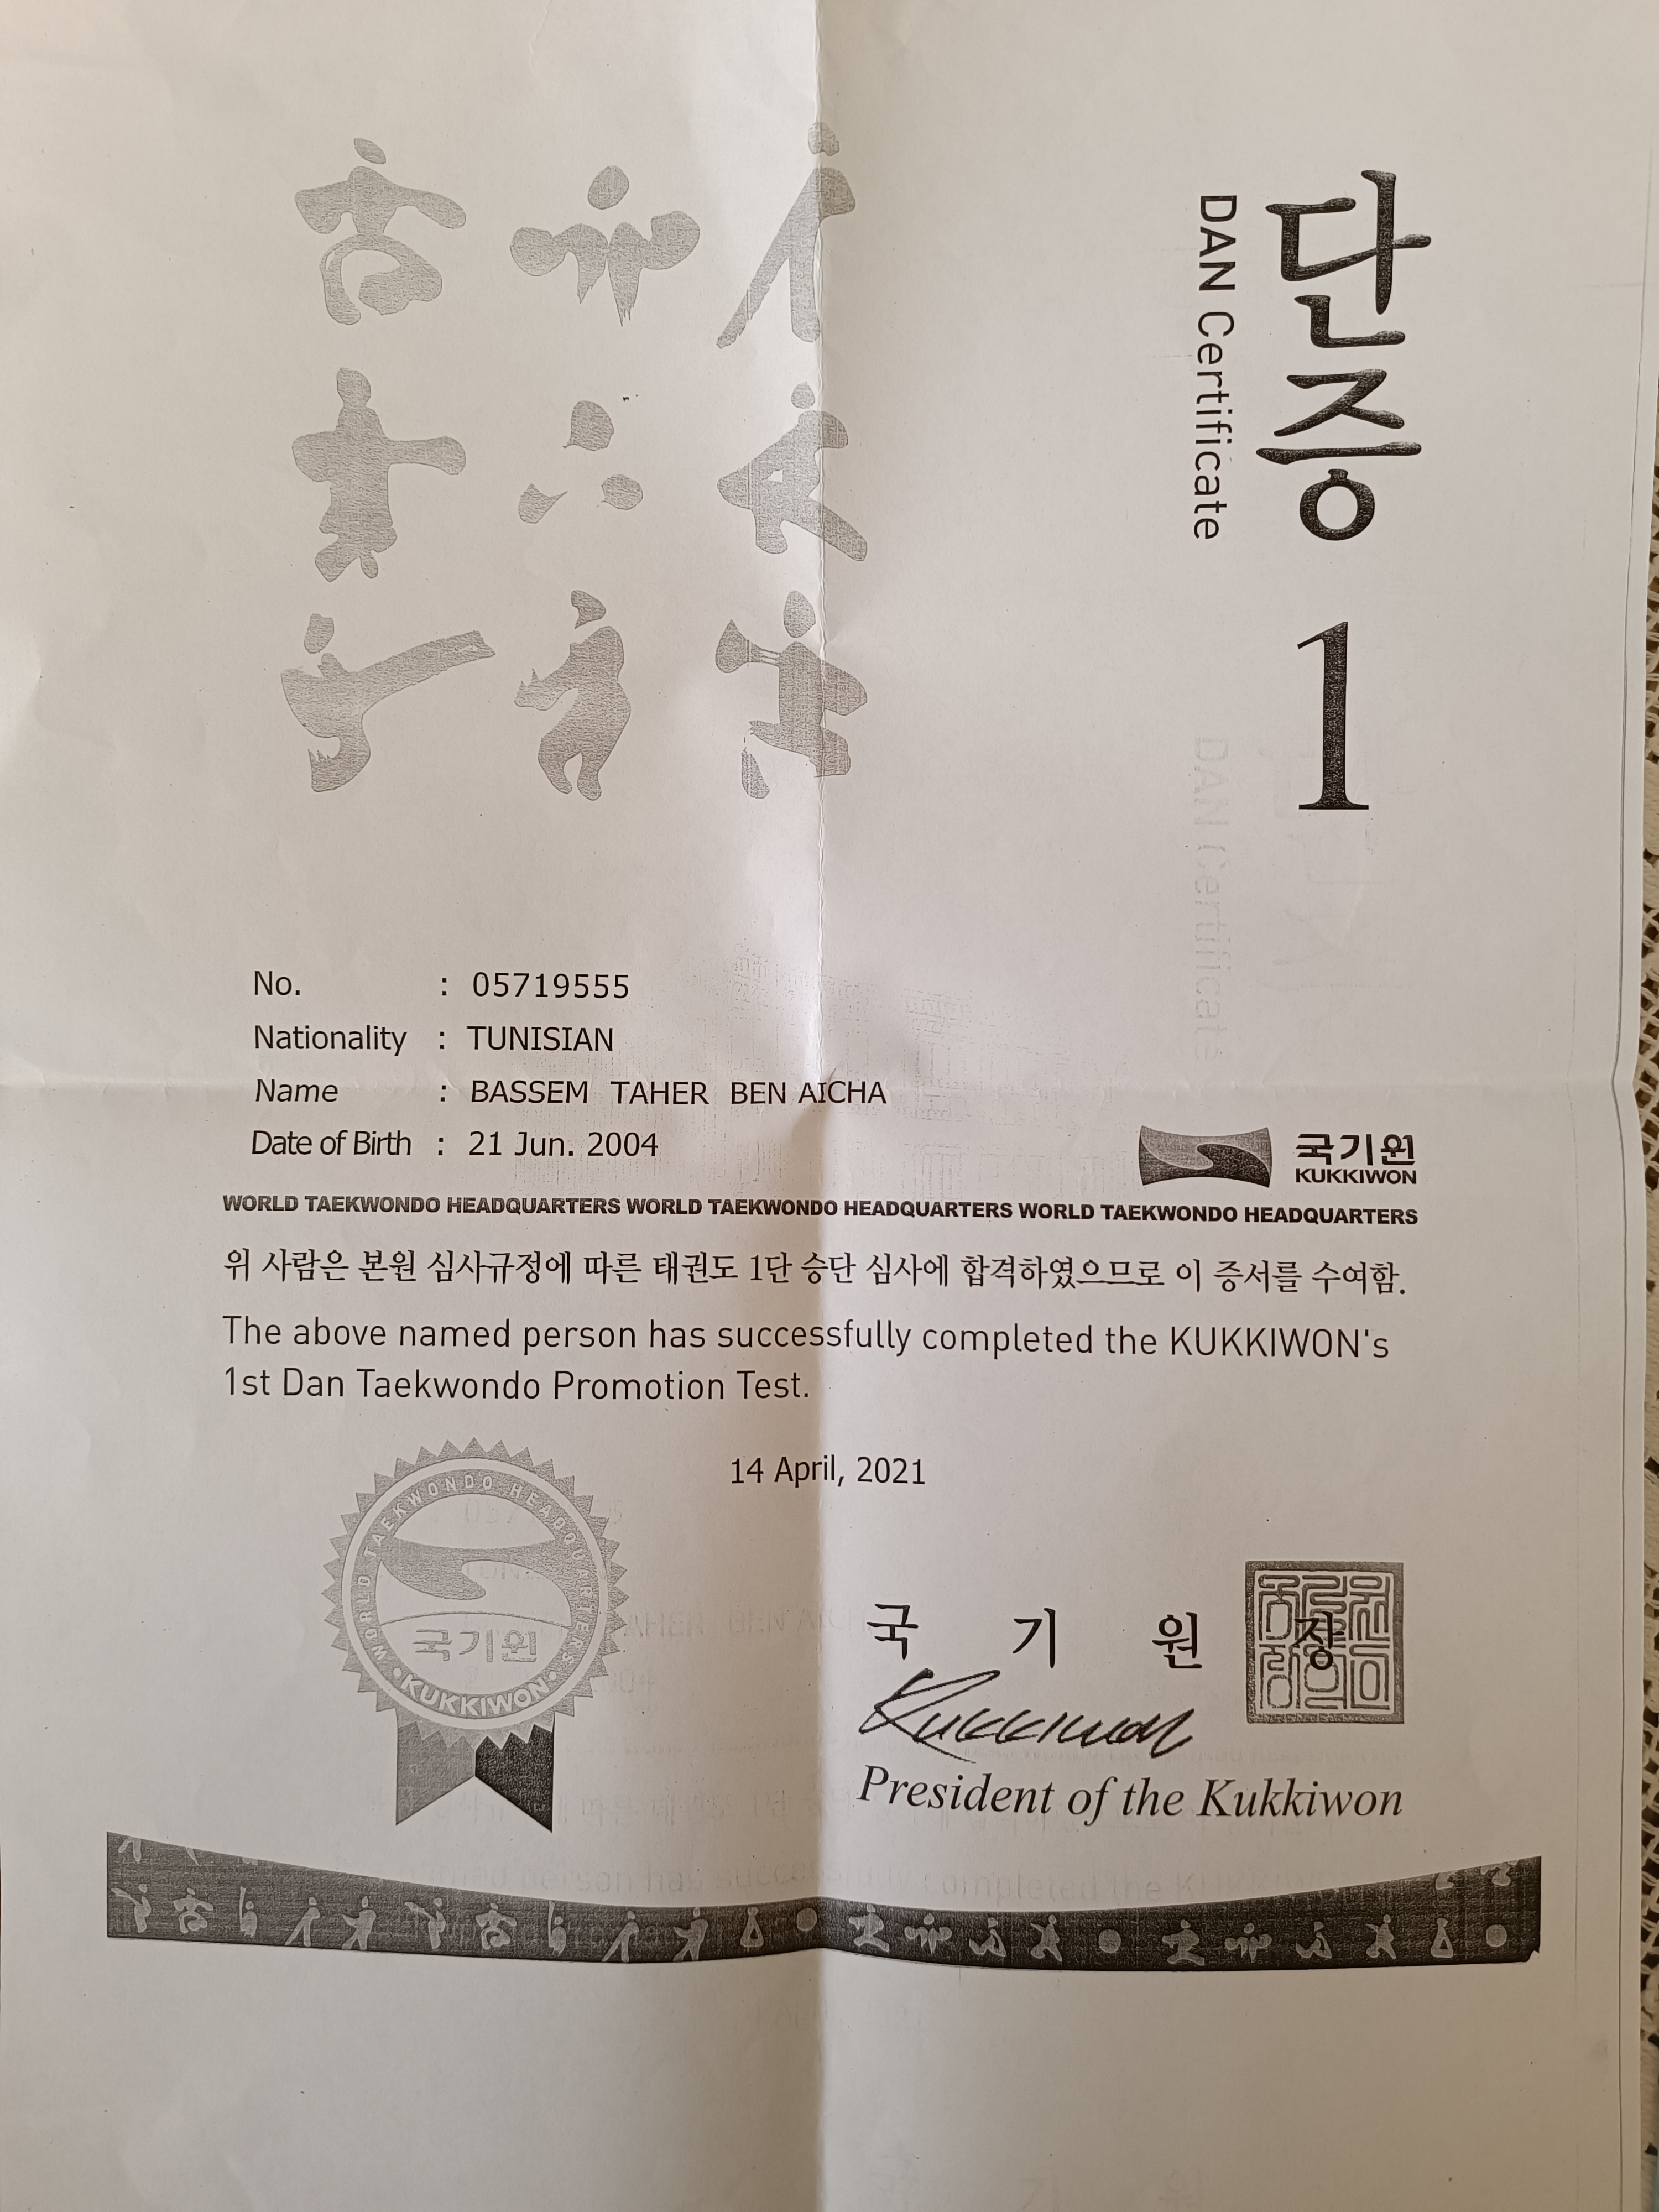 단증 1
DAN Certificate
No. : 05719555
Nationality : TUNISIAN
Name : BASSEM TAHER BEN AICHA
Date of Birth : 21 Jun. 2004
국기원
KUKKIWON
WORLD TAEKWONDO HEADQUARTERS WORLD TAEKWONDO HEADQUARTERS WORLD TAEKWONDO HEADQUARTERS
위 사람은 본원 심사규정에 따른 태권도 1단 승단 심사에 합격하였으므로 이 증서를 수여함.
The above named person has successfully completed the KUKKIWON's
1st Dan Taekwondo Promotion Test.
14 April, 2021
WORLD TAEKWONDO HEADQUARTERS
국기원
KUKKIWON
국 기 원 장
Kukkiwon
President of the Kukkiwon